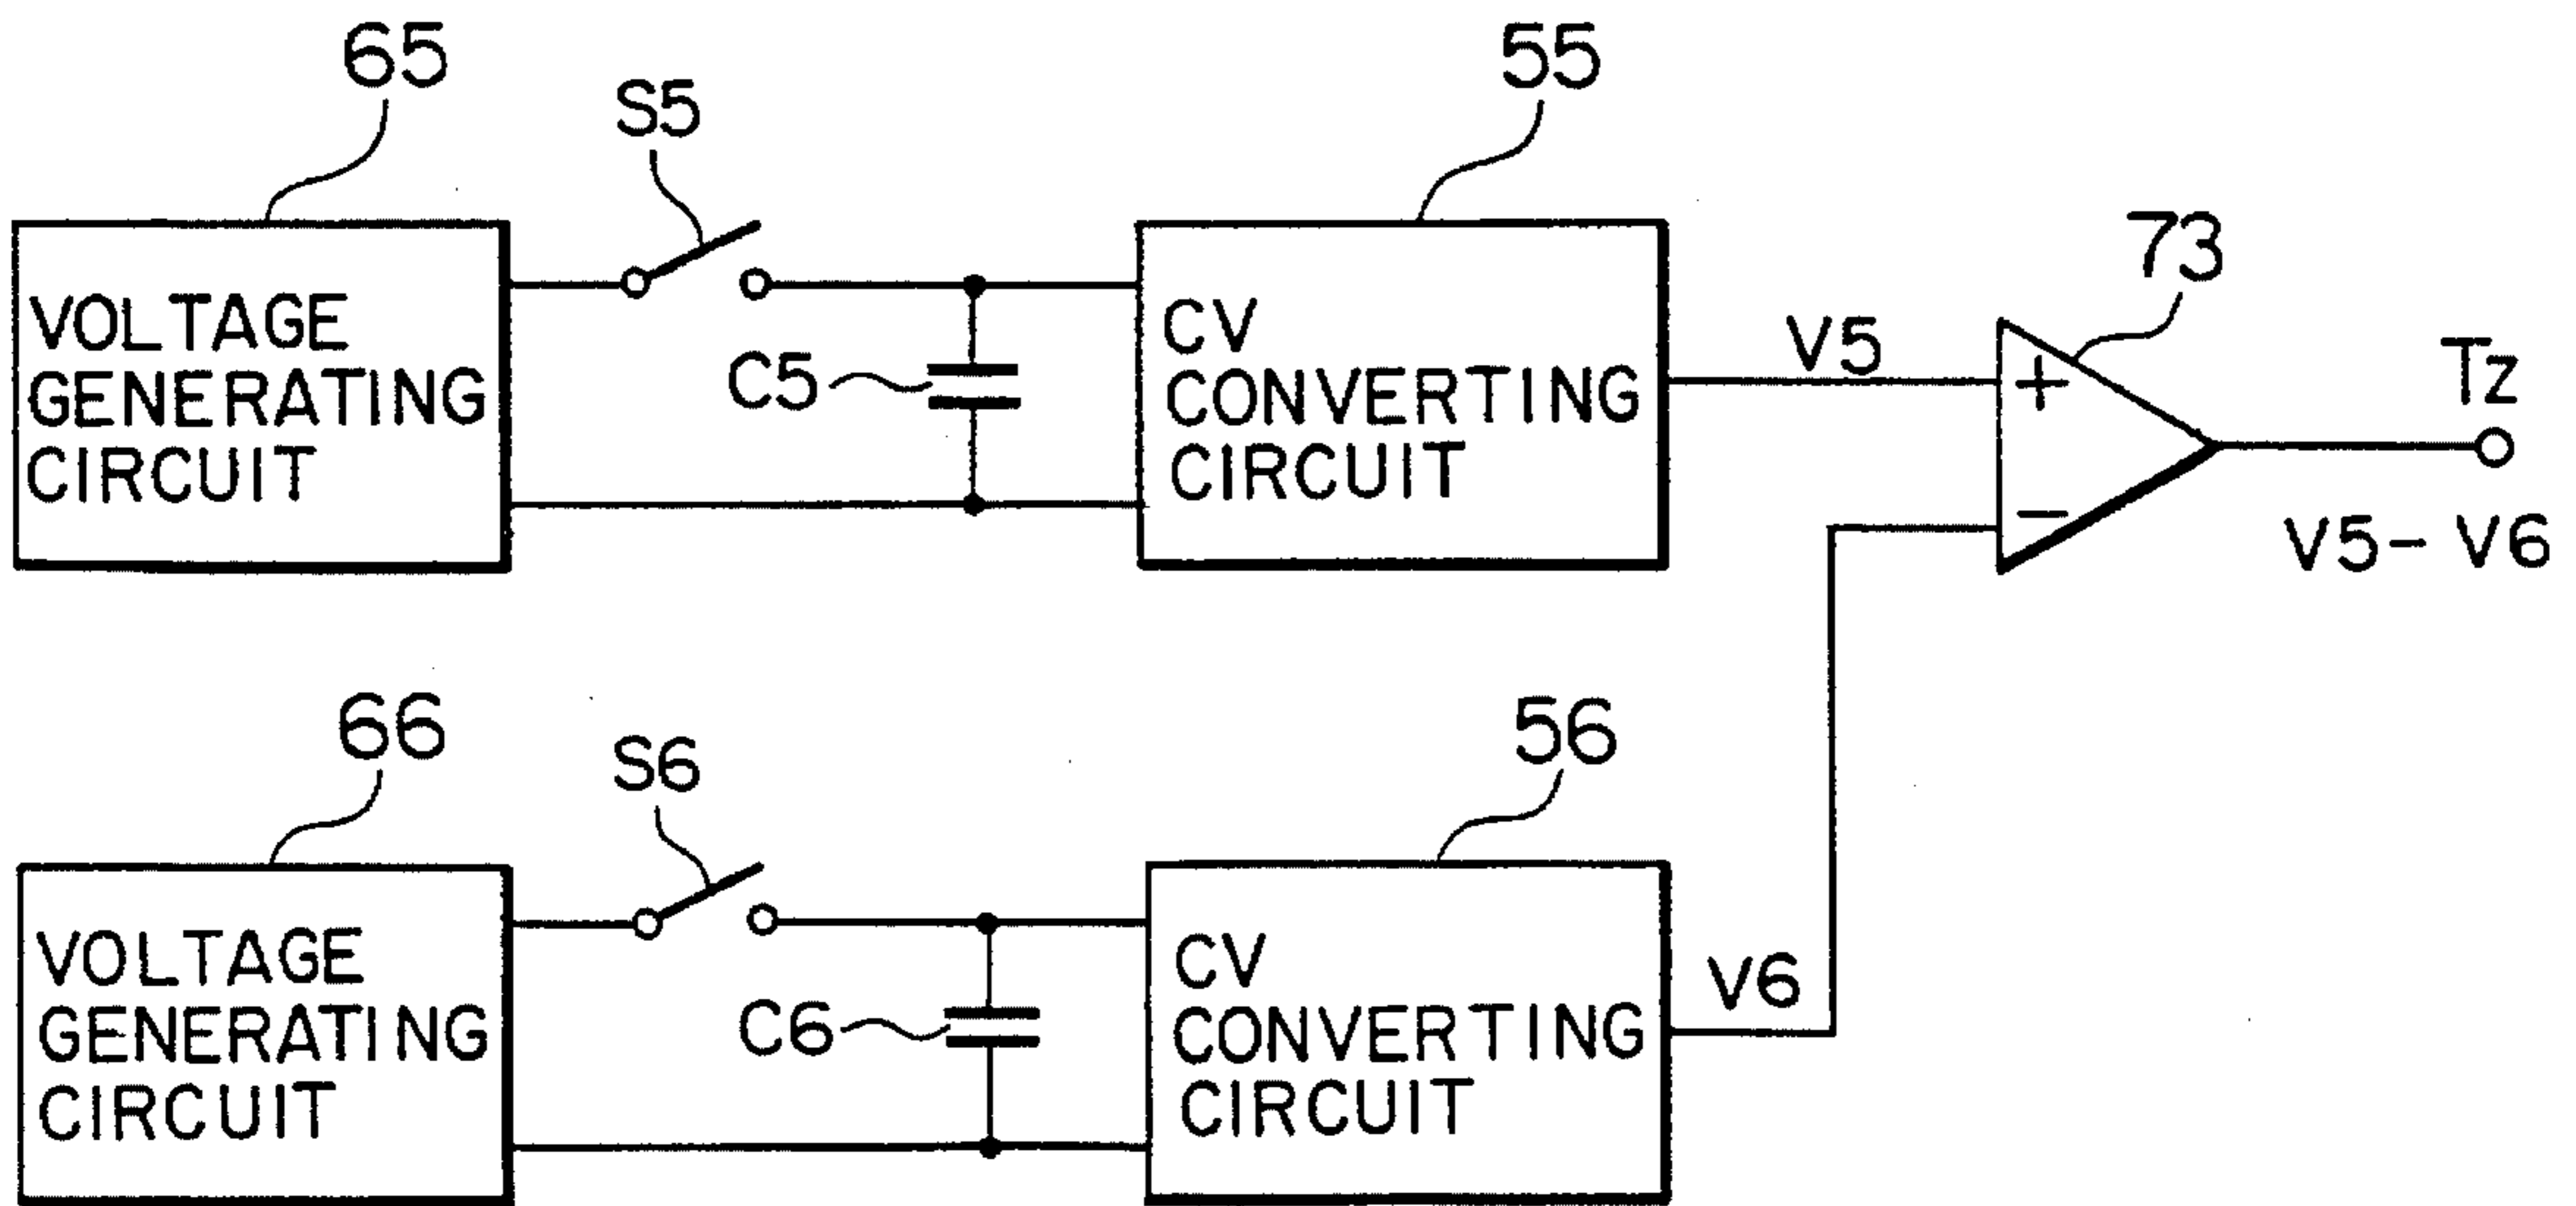 65
S5
55
73
VOLTAGE
GENERATING
CIRCUIT
C5
CV
CONVERTING
CIRCUIT
V5
+
−
Tz
V5− V6
66
S6
56
VOLTAGE
GENERATING
CIRCUIT
C6
CV
CONVERTING
CIRCUIT
V6